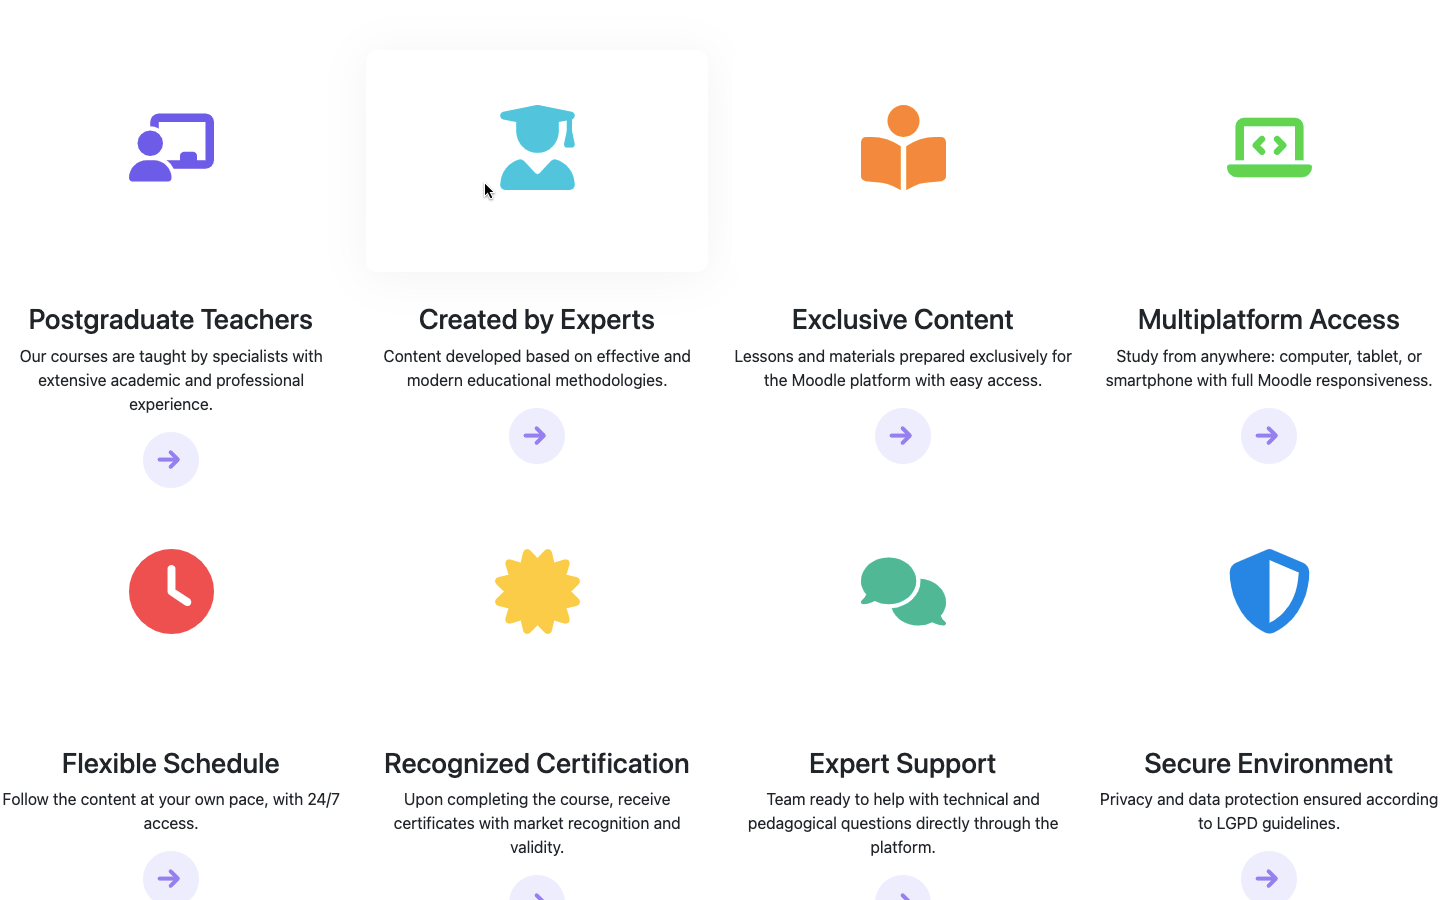 Postgraduate Teachers
Our courses are taught by specialists with
extensive academic and professional
experience.
Created by Experts
Content developed based on effective and
modern educational methodologies.
Exclusive Content
Lessons and materials prepared exclusively for
the Moodle platform with easy access.
Multiplatform Access
Study from anywhere: computer, tablet, or
smartphone with full Moodle responsiveness.
Flexible Schedule
Follow the content at your own pace, with 24/7
access.
Recognized Certification
Upon completing the course, receive
certificates with market recognition and
validity.
Expert Support
Team ready to help with technical and
pedagogical questions directly through the
platform.
Secure Environment
Privacy and data protection ensured according
to LGPD guidelines.